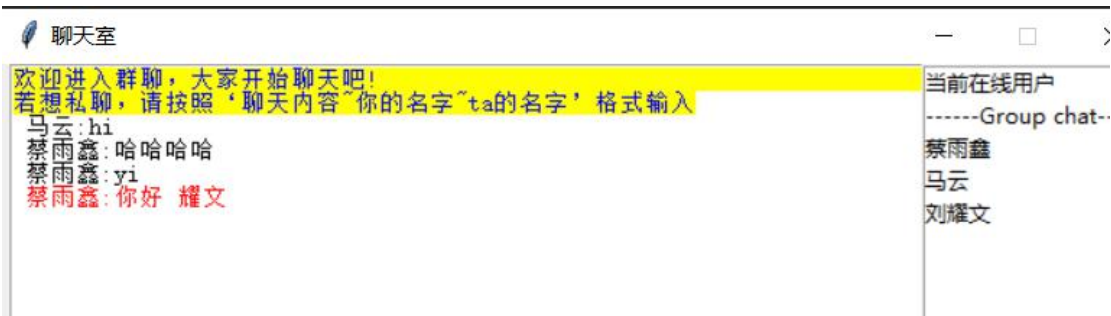 聊天室
欢迎进入群聊，大家开始聊天吧!
若想私聊，请按照‘聊天内容~你的名字~ta的名字’格式输入
马云:hi
蔡雨鑫:哈哈哈哈
蔡雨鑫:yi
蔡雨鑫:你好 耀文
当前在线用户
------Group chat--
蔡雨鑫
马云
刘耀文